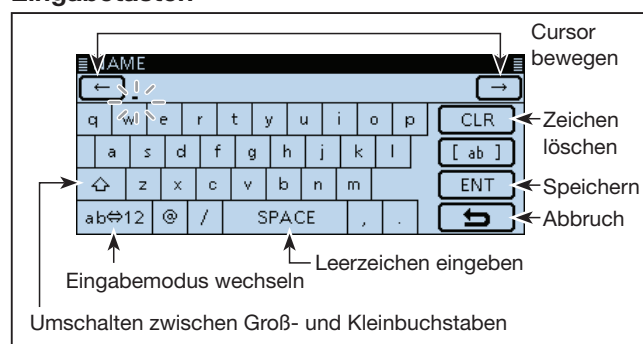 Cursor
bewegen
NAME
← →
q w e r t y u i o p CLR
Zeichen
löschen
a s d f g h j k l [ ab ]
z x c v b n m ENT
Speichern
ab⇔12 @ / SPACE , .
Abbruch
Leerzeichen eingeben
Eingabemodus wechseln
Umschalten zwischen Groß- und Kleinbuchstaben